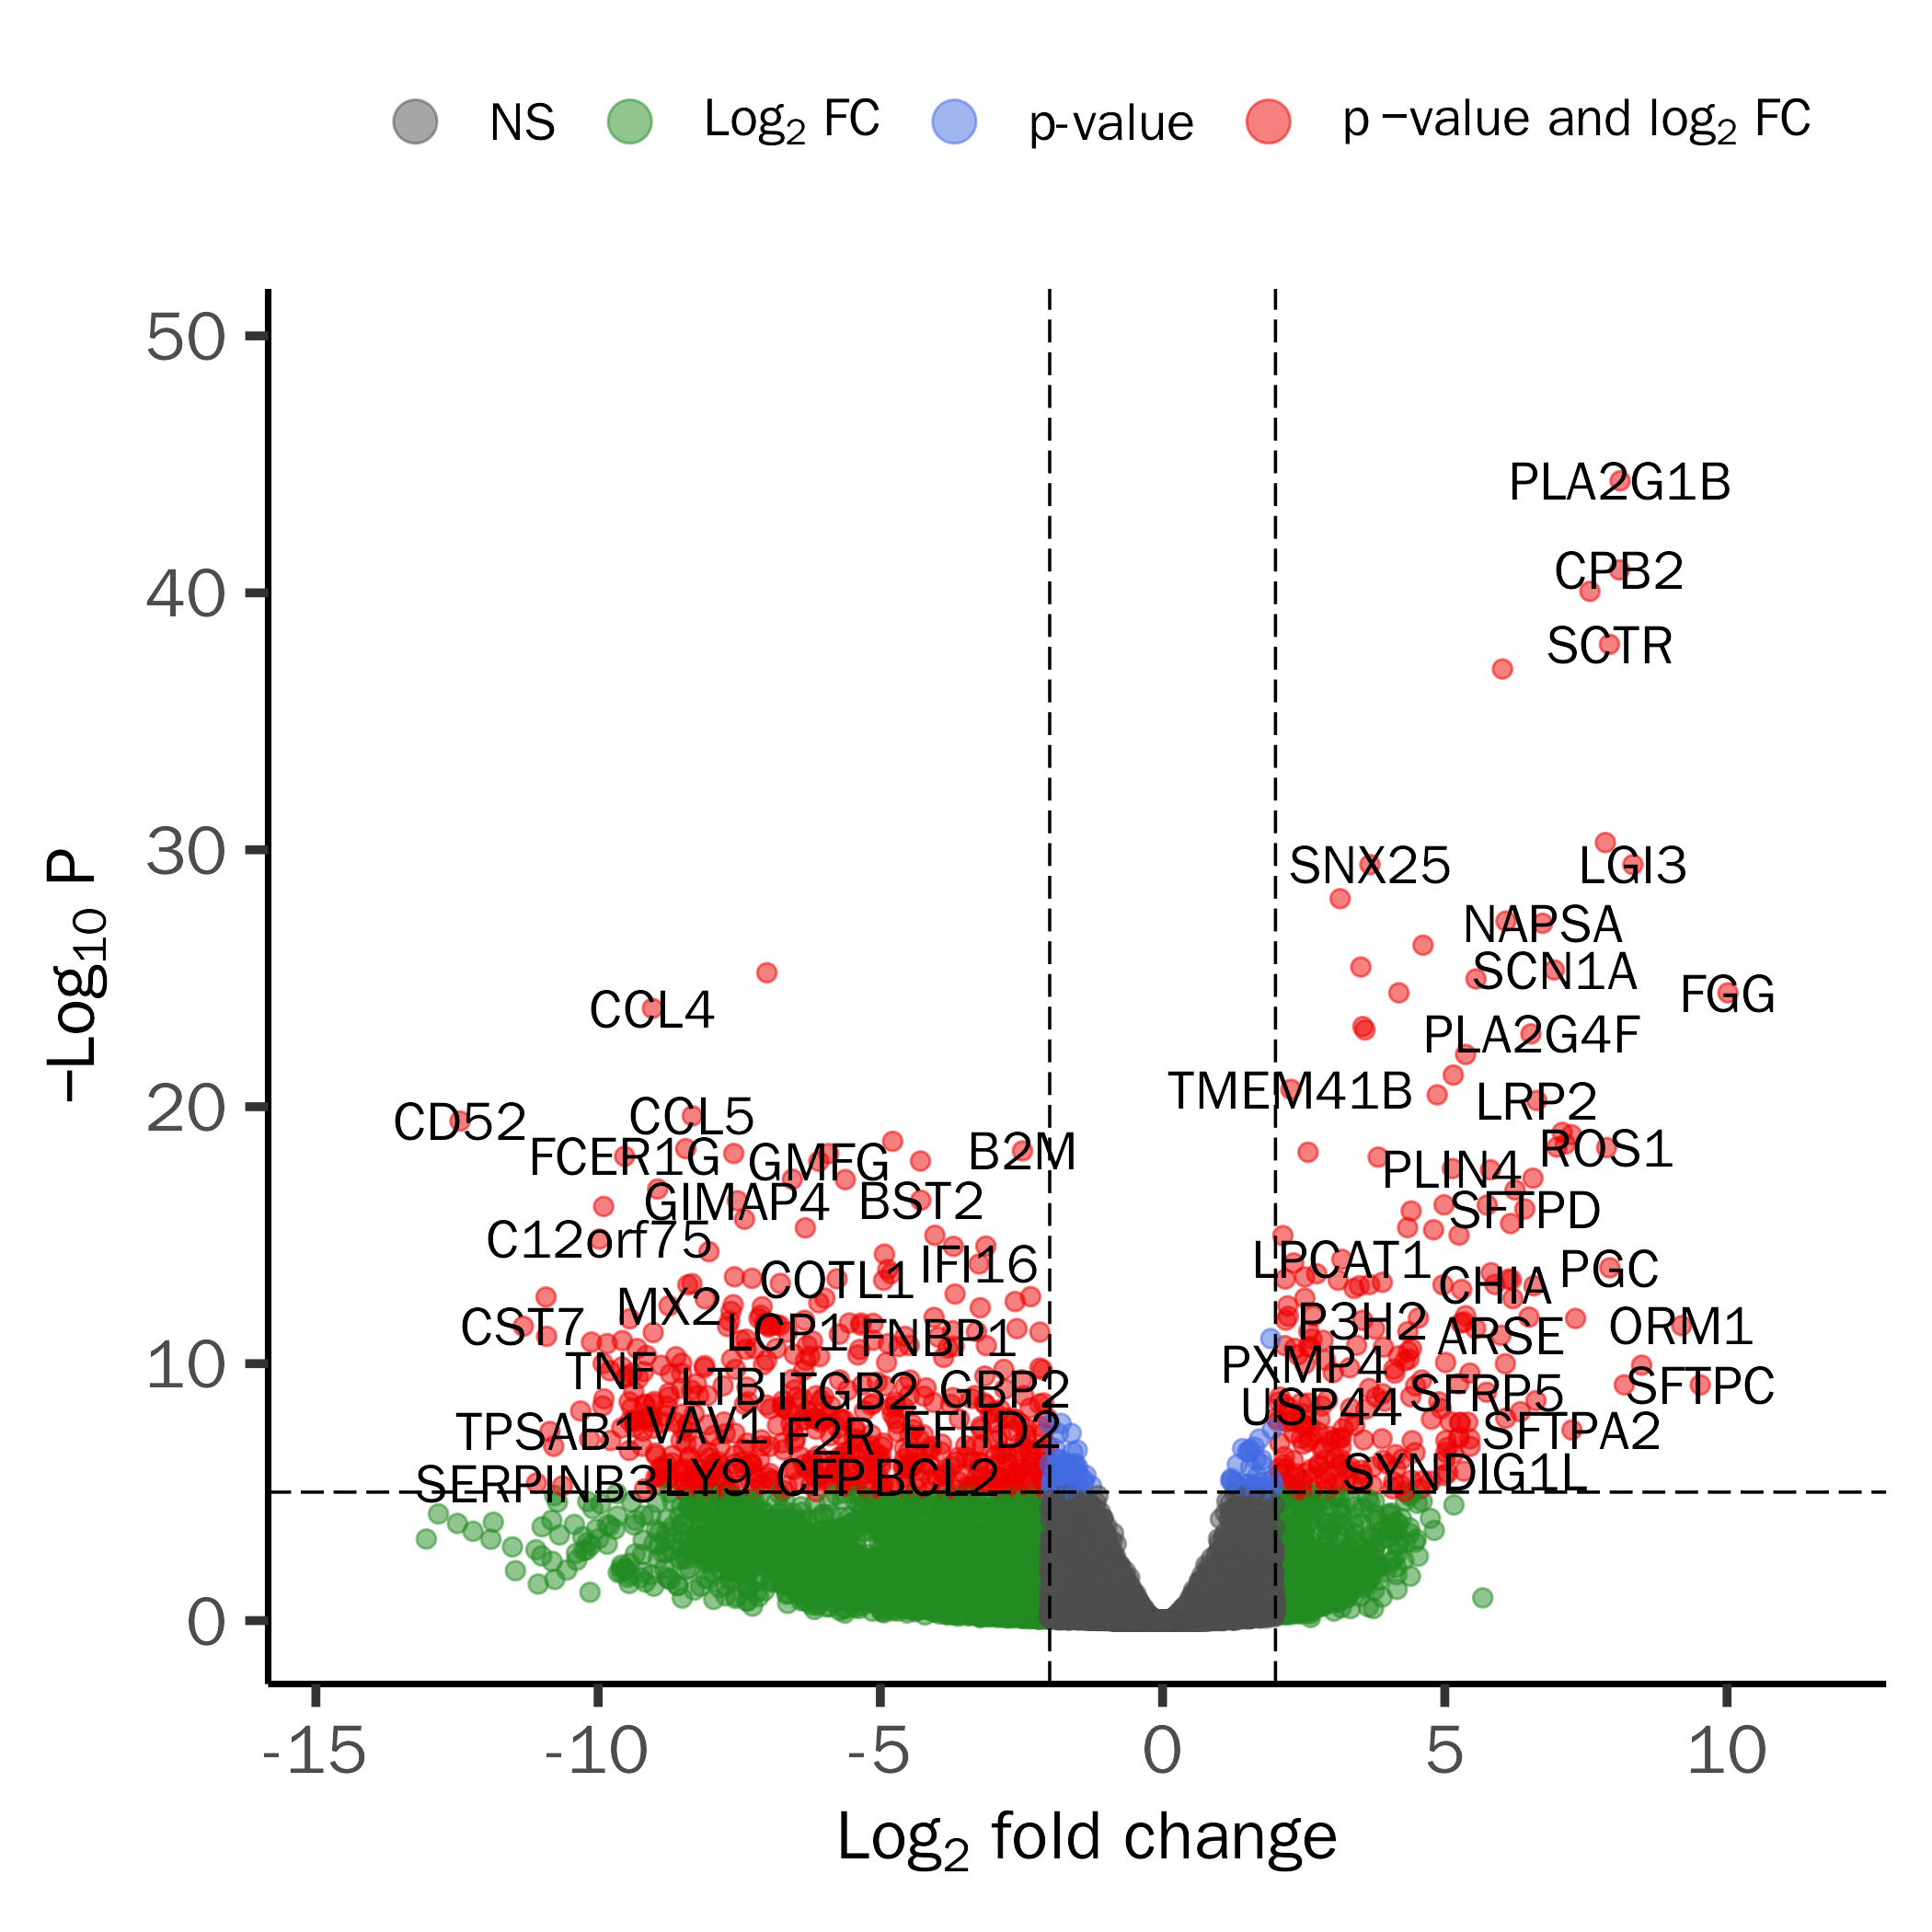 NS Log2 FC p-value p −value and log2 FC
50
PLA2G1B
CPB2
40
SCTR
30
SNX25 LGI3
NAPSA
SCN1A
FGG
CCL4
PLA2G4F
−Log10 P
TMEM41B LRP2
20
CD52 CCL5
FCER1G GMFG B2M ROS1
PLIN4
GIMAP4 BST2 SFTPD
C12orf75
IFI16 LPCAT1 PGC
COTL1 CHIA
MX2 P3H2
CST7 ORM1
LCP1 FNBP1 ARSE
10
TNF PXMP4
LTB ITGB2 GBP2 SFRP5 SFTPC
USP44
TPSAB1 VAV1 F2R EFHD2 SFTPA2
SERPINB3 LY9 CFP BCL2 SYNDIG1L
0
-15 -10 -5 0 5 10
Log2 fold change